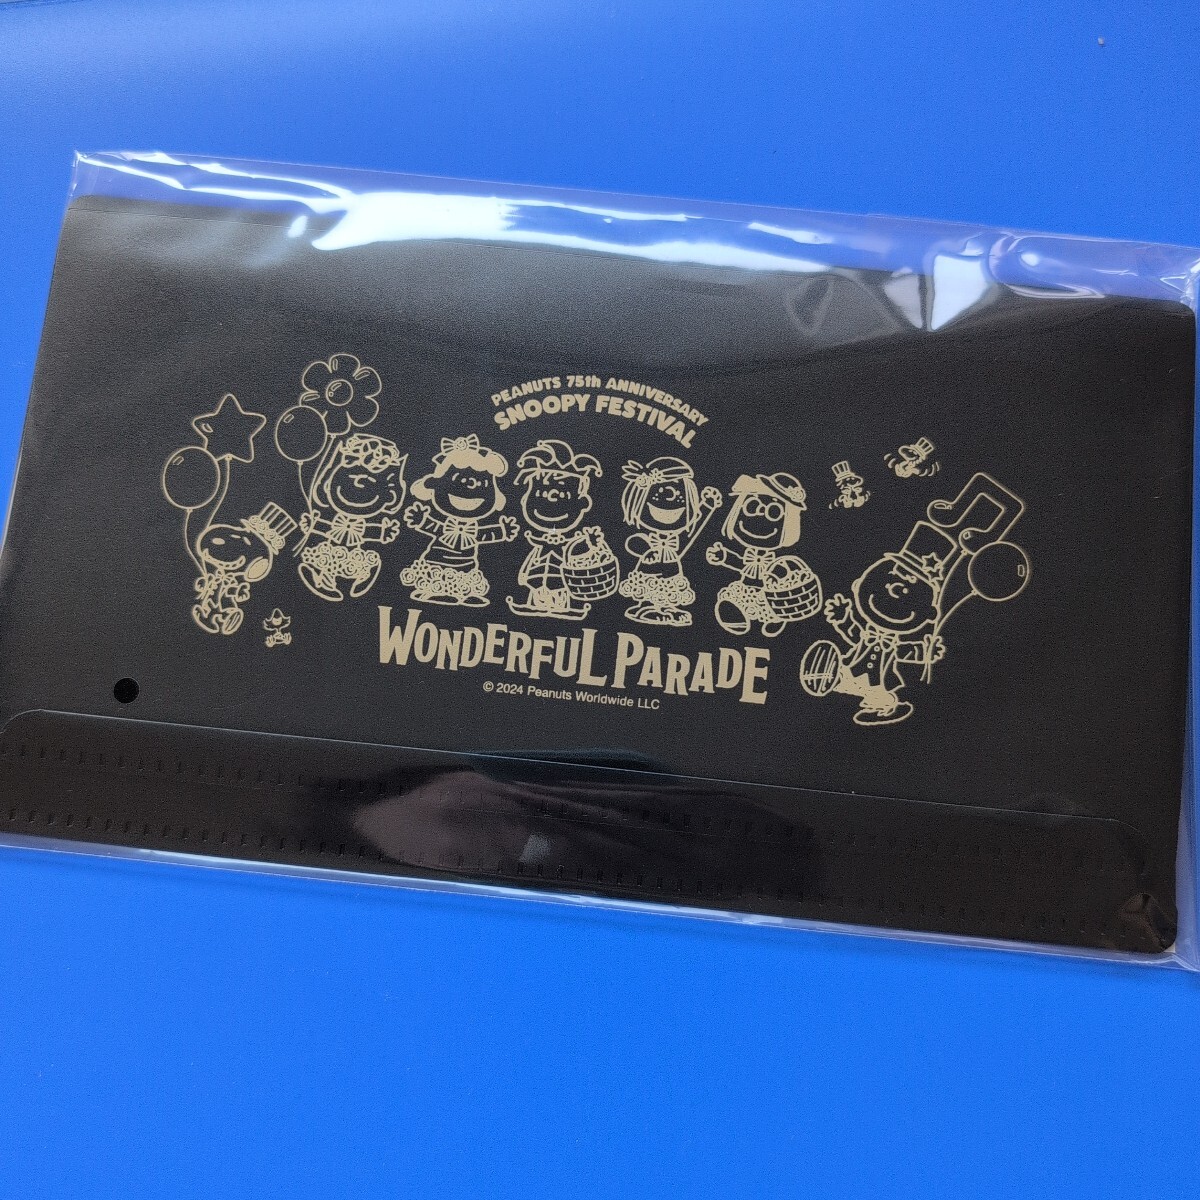 PEANUTS 75th ANNIVERSARY
SNOOPY FESTIVAL
WONDERFUL PARADE
© 2024 Peanuts Worldwide LLC